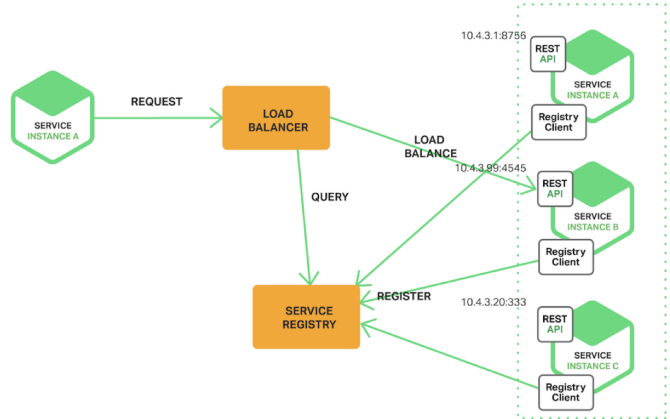 10.4.3.1:8756
REST
API
SERVICE
INSTANCE A
REQUEST
LOAD
BALANCER
SERVICE
INSTANCE A
Registry
Client
LOAD
BALANCE
10.4.3.99:4545
REST
API
QUERY
SERVICE
INSTANCE B
Registry
Client
REGISTER
SERVICE
REGISTRY
10.4.3.20:333
REST
API
SERVICE
INSTANCE C
Registry
Client